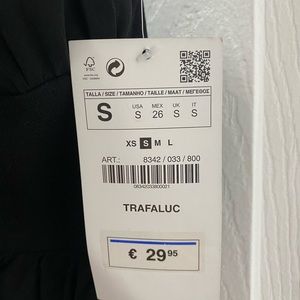 FSC
TALLA / SIZE / TAMANHO / TAILLE / MAAT / ΜΕΓΕΘΟΣ
S
USA MEX UK IT
S 26 S S
XS S M L
ART.: 8342 / 033 / 800
08342033800021
TRAFALUC
€ 29.95